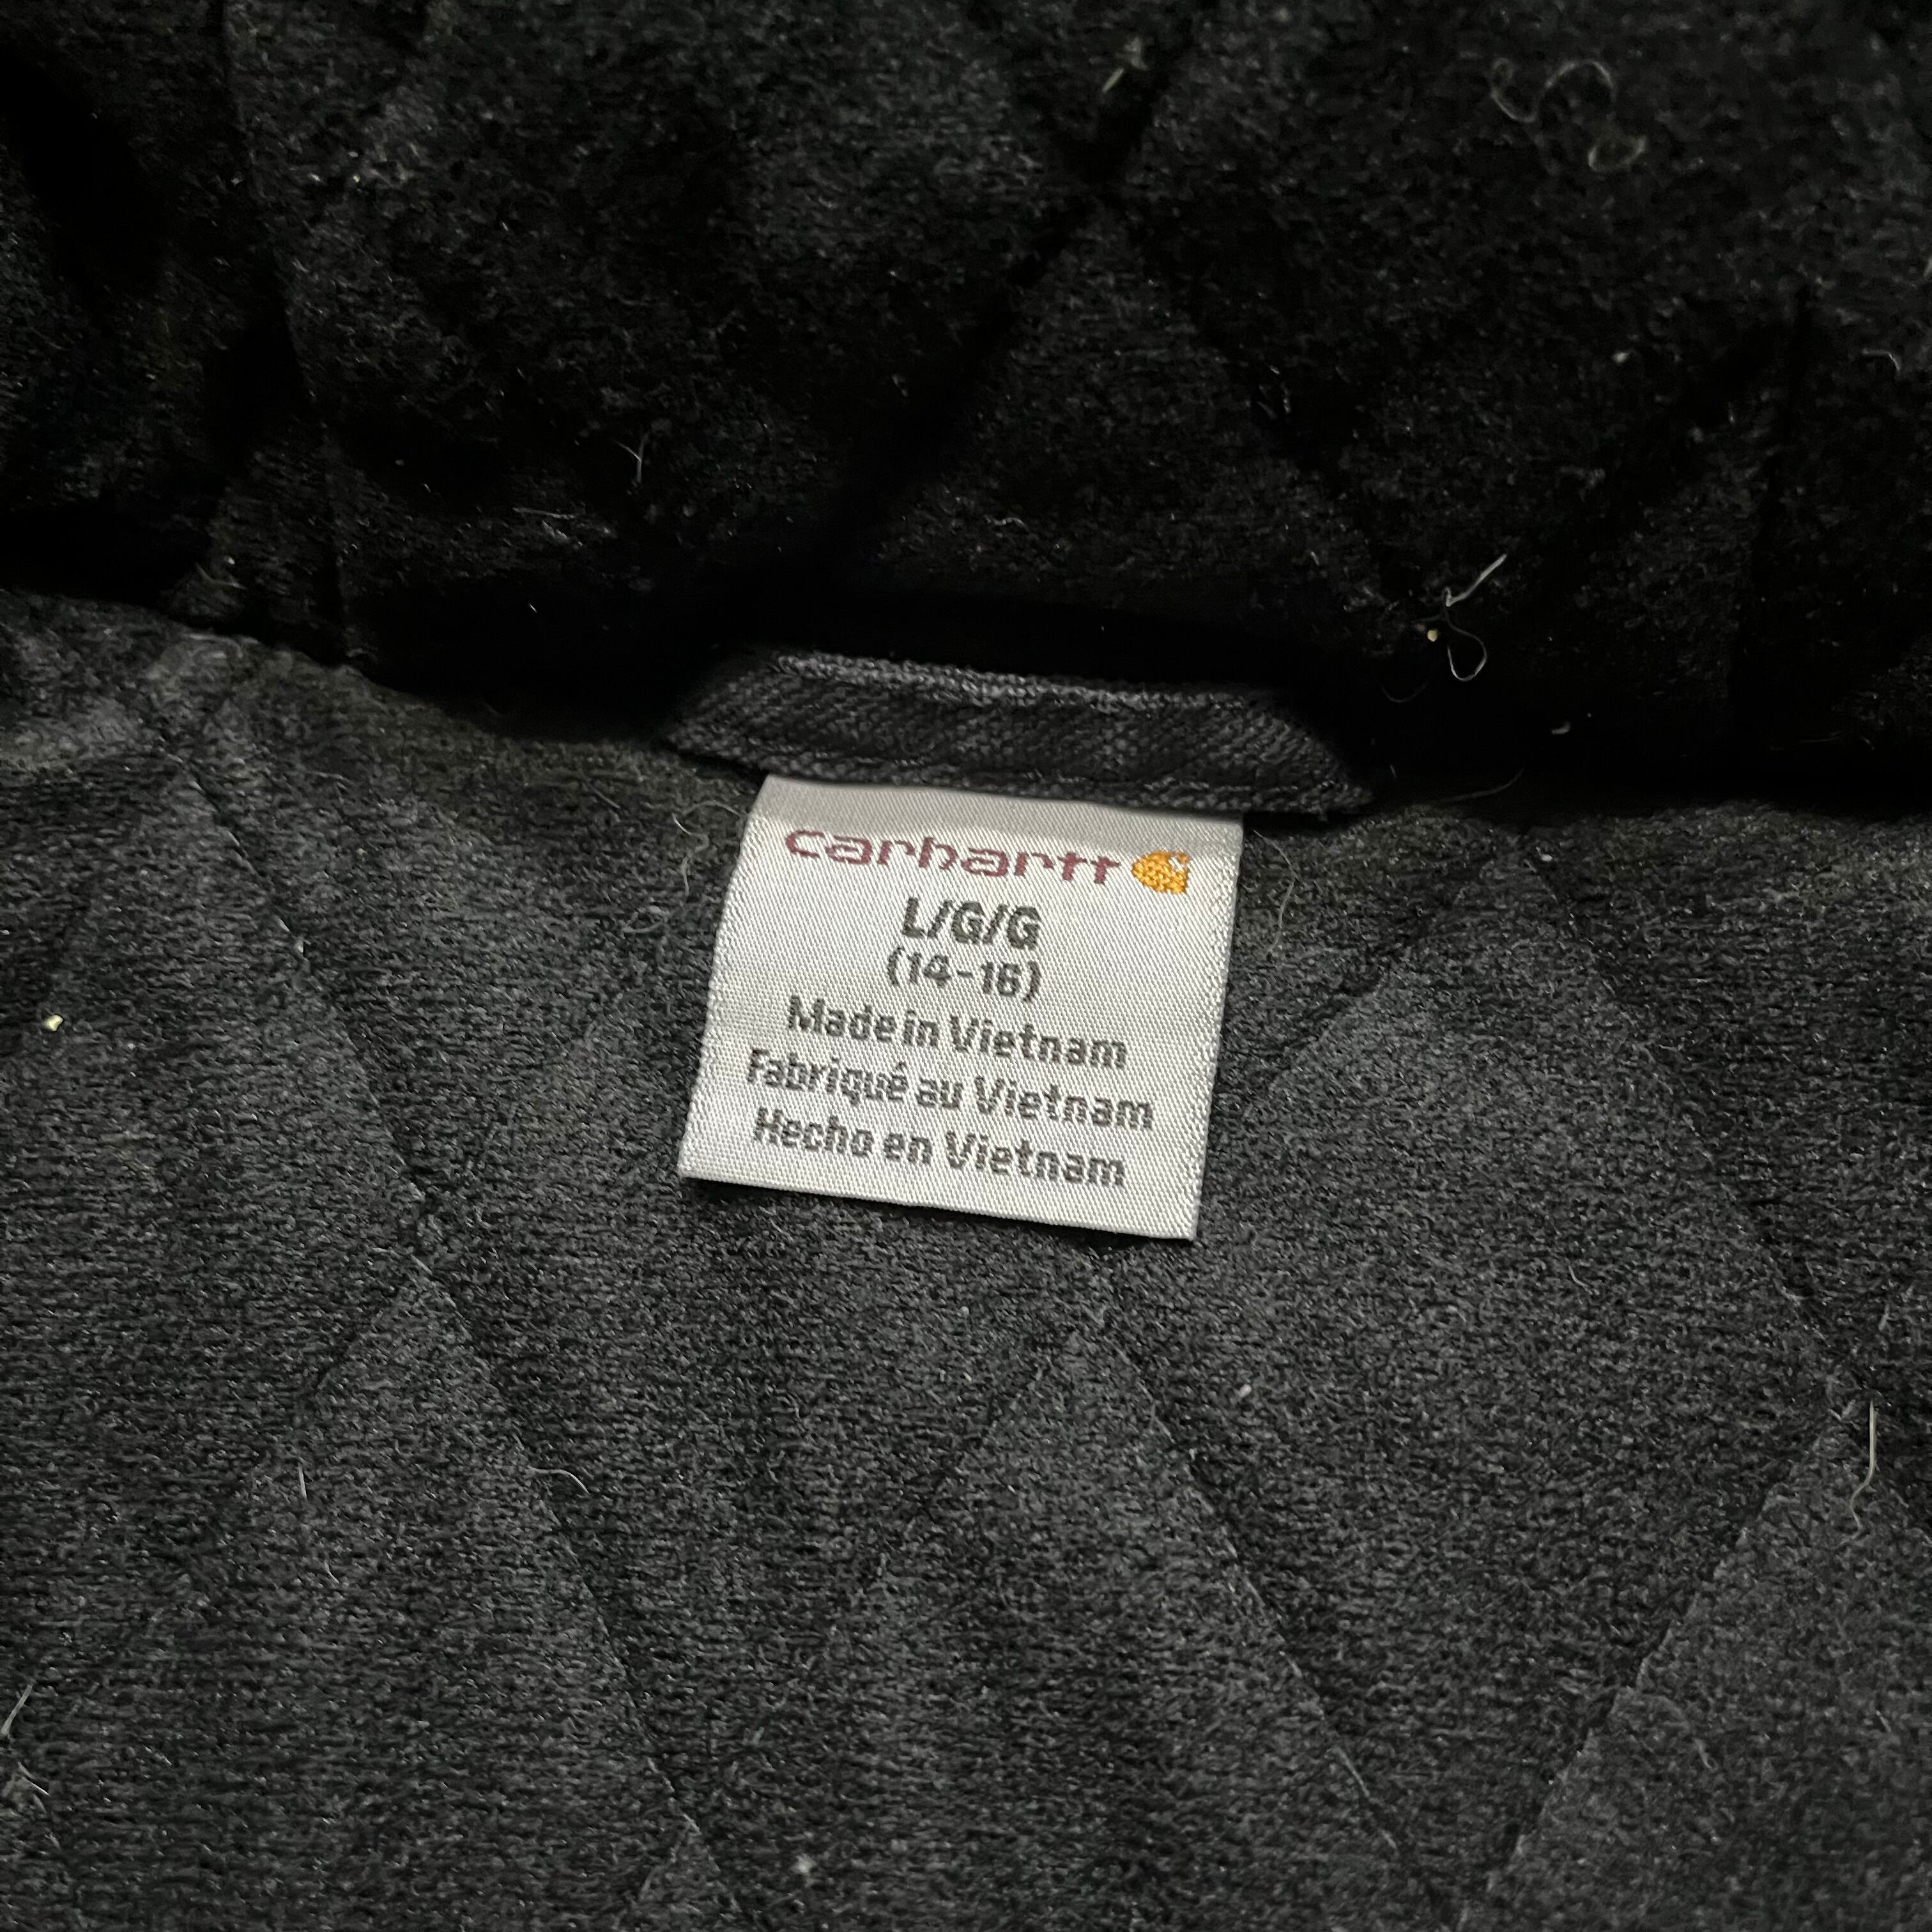 carhartt
L/G/G
(14-16)
Made in Vietnam
Fabriqué au Vietnam
Hecho en Vietnam